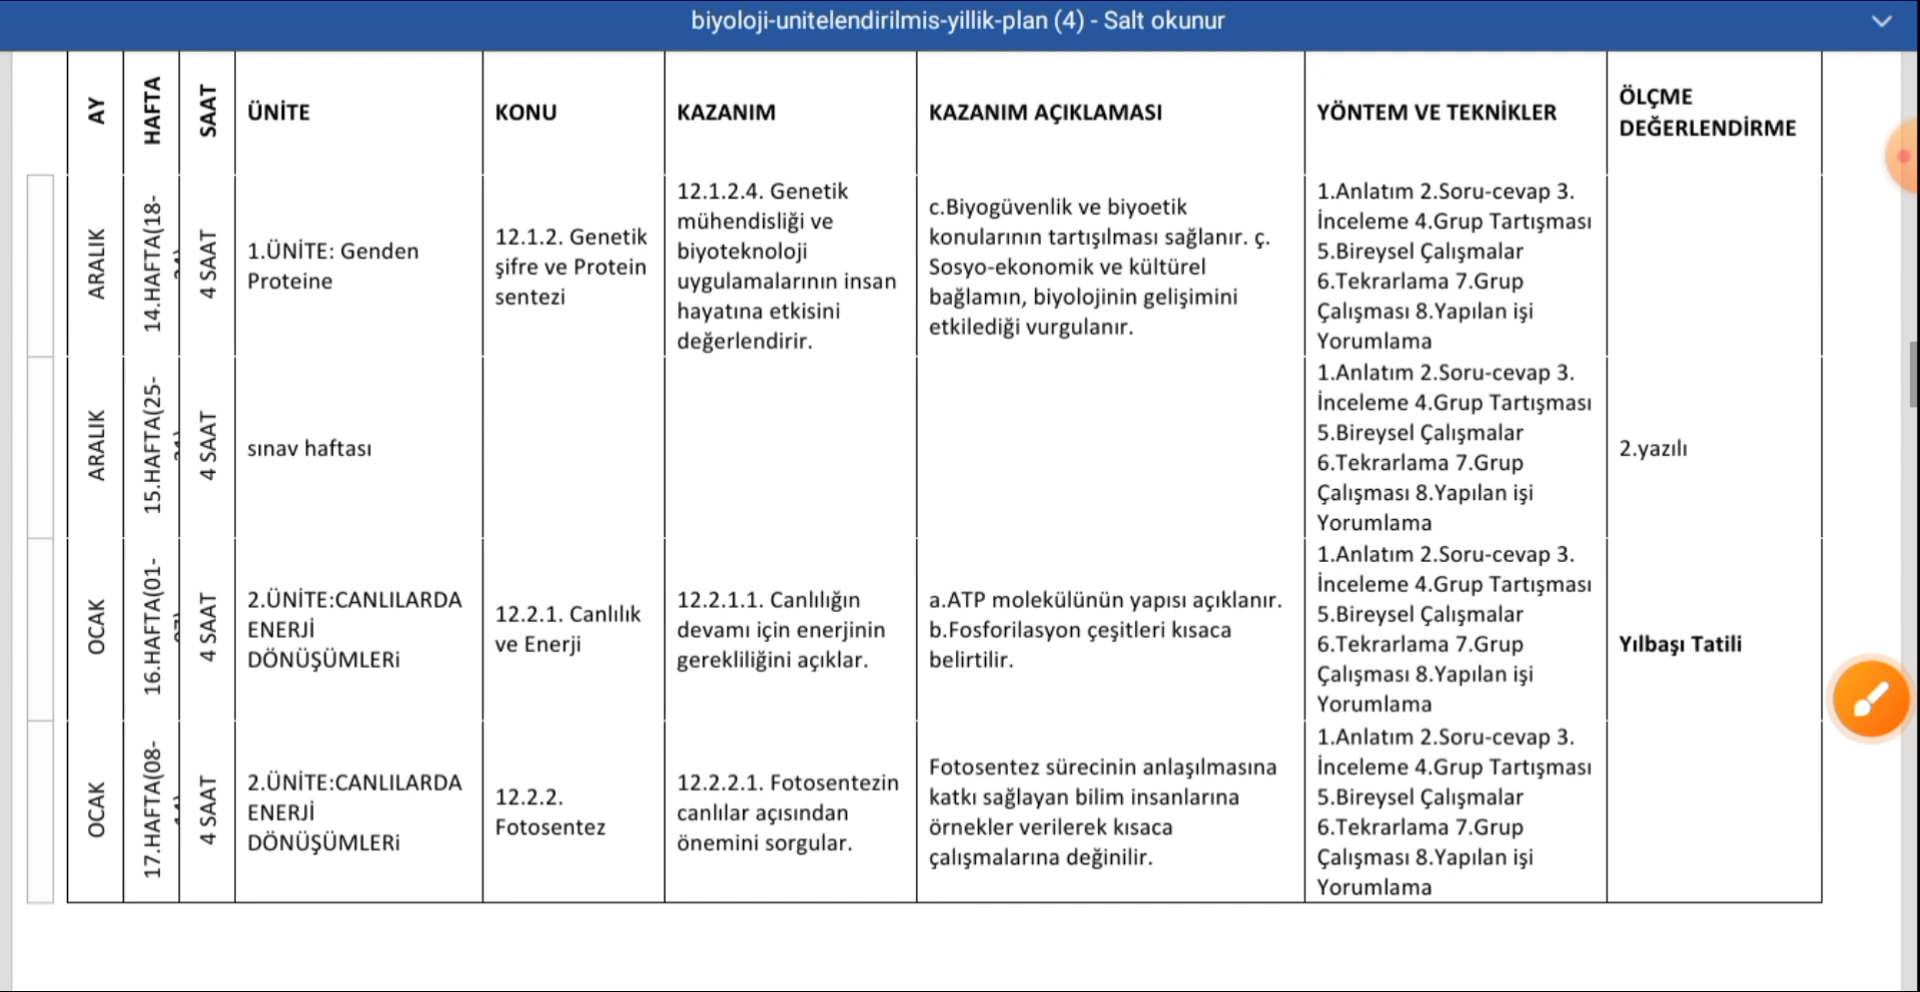 biyoloji-unitelendirilmis-yillik-plan (4) - Salt okunur
AY
HAFTA
SAAT
ÜNİTE
KONU
KAZANIM
KAZANIM AÇIKLAMASI
YÖNTEM VE TEKNİKLER
ÖLÇME
DEĞERLENDİRME
ARALIK
14.HAFTA(18-
4 SAAT
1.ÜNİTE: Genden
Proteine
12.1.2. Genetik
şifre ve Protein
sentezi
12.1.2.4. Genetik
mühendisliği ve
biyoteknoloji
uygulamalarının insan
hayatına etkisini
değerlendirir.
c.Biyogüvenlik ve biyoetik
konularının tartışılması sağlanır. ç.
Sosyo-ekonomik ve kültürel
bağlamın, biyolojinin gelişimini
etkilediği vurgulanır.
1.Anlatım 2.Soru-cevap 3.
İnceleme 4.Grup Tartışması
5.Bireysel Çalışmalar
6.Tekrarlama 7.Grup
Çalışması 8.Yapılan işi
Yorumlama
ARALIK
15.HAFTA(25-
4 SAAT
sınav haftası
1.Anlatım 2.Soru-cevap 3.
İnceleme 4.Grup Tartışması
5.Bireysel Çalışmalar
6.Tekrarlama 7.Grup
Çalışması 8.Yapılan işi
Yorumlama
2.yazılı
OCAK
16.HAFTA(01-
4 SAAT
2.ÜNİTE:CANLILARDA
ENERJİ
DÖNÜŞÜMLERi
12.2.1. Canlılık
ve Enerji
12.2.1.1. Canlılığın
devamı için enerjinin
gerekliliğini açıklar.
a.ATP molekülünün yapısı açıklanır.
b.Fosforilasyon çeşitleri kısaca
belirtilir.
1.Anlatım 2.Soru-cevap 3.
İnceleme 4.Grup Tartışması
5.Bireysel Çalışmalar
6.Tekrarlama 7.Grup
Çalışması 8.Yapılan işi
Yorumlama
Yılbaşı Tatili
OCAK
17.HAFTA(08-
4 SAAT
2.ÜNİTE:CANLILARDA
ENERJİ
DÖNÜŞÜMLERi
12.2.2.
Fotosentez
12.2.2.1. Fotosentezin
canlılar açısından
önemini sorgular.
Fotosentez sürecinin anlaşılmasına
katkı sağlayan bilim insanlarına
örnekler verilerek kısaca
çalışmalarına değinilir.
1.Anlatım 2.Soru-cevap 3.
İnceleme 4.Grup Tartışması
5.Bireysel Çalışmalar
6.Tekrarlama 7.Grup
Çalışması 8.Yapılan işi
Yorumlama